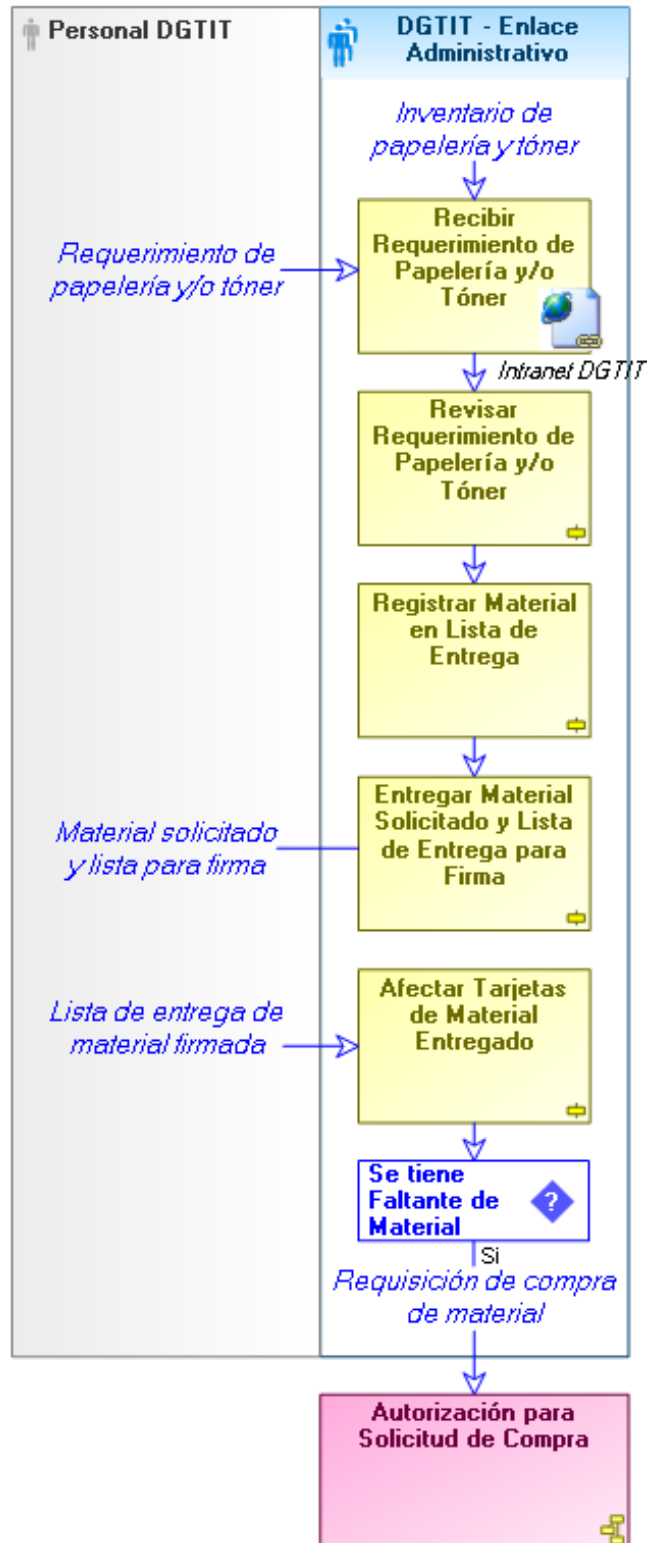 Personal DGTIT
DGTIT - Enlace
Administrativo
Inventario de
papelería y tóner
Requerimiento de
papelería y/o tóner
Recibir
Requerimiento de
Papelería y/o
Tóner
Intranet DGTIT
Revisar
Requerimiento de
Papelería y/o
Tóner
Registrar Material
en Lista de
Entrega
Material solicitado
y lista para firma
Entregar Material
Solicitado y Lista
de Entrega para
Firma
Lista de entrega de
material firmada
Afectar Tarjetas
de Material
Entregado
Se tiene
Faltante de
Material
?
Si
Requisición de compra
de material
Autorización para
Solicitud de Compra